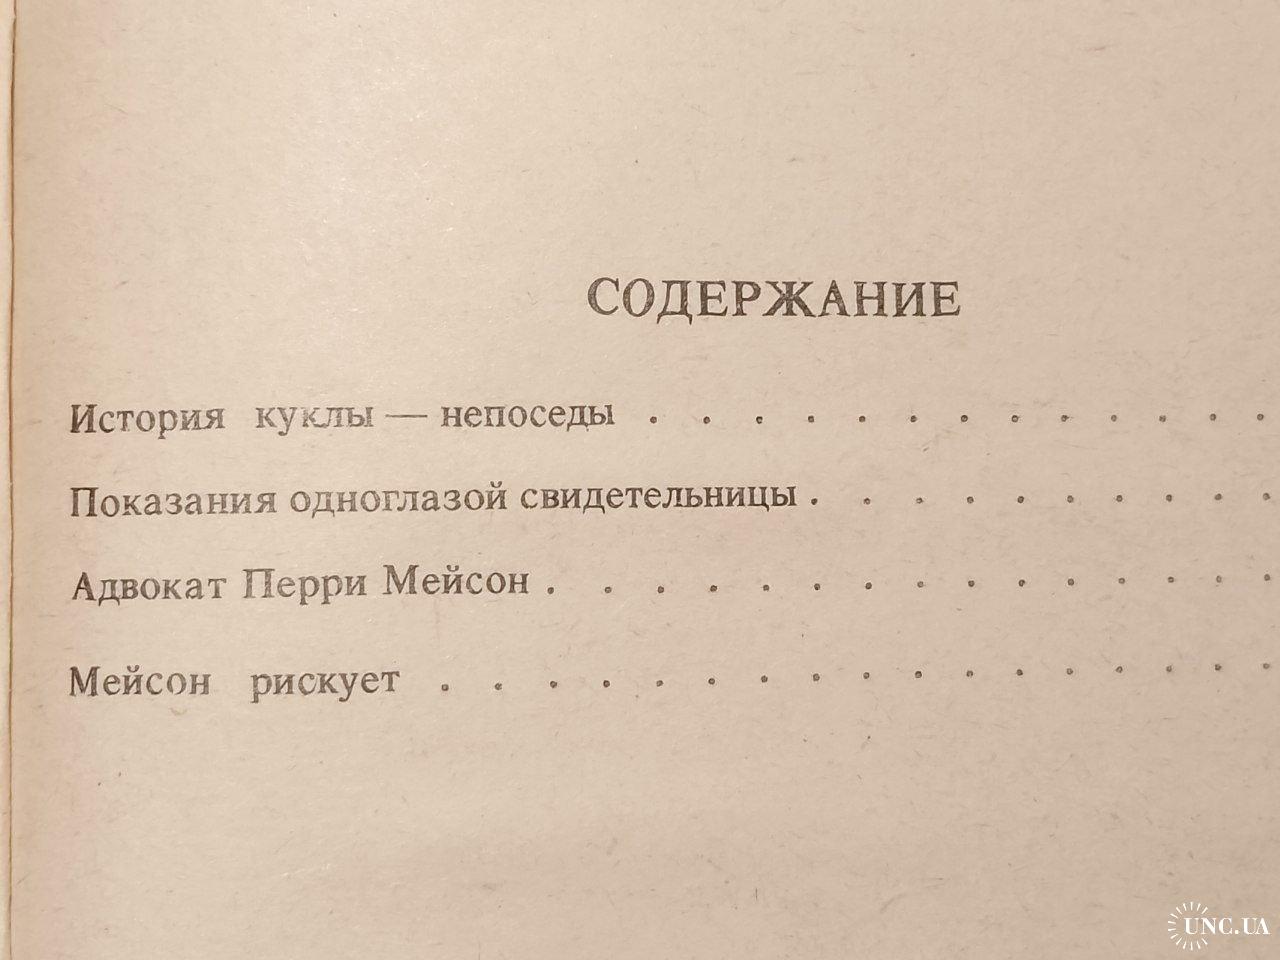 СОДЕРЖАНИЕ
История куклы — непоседы . . . . . . . . . . . . .
Показания одноглазой свидетельницы . . . . . . . . . .
Адвокат Перри Мейсон . . . . . . . . . . . . . . .
Мейсон рискует . . . . . . . . . . . . . . . . .
UNC.UA